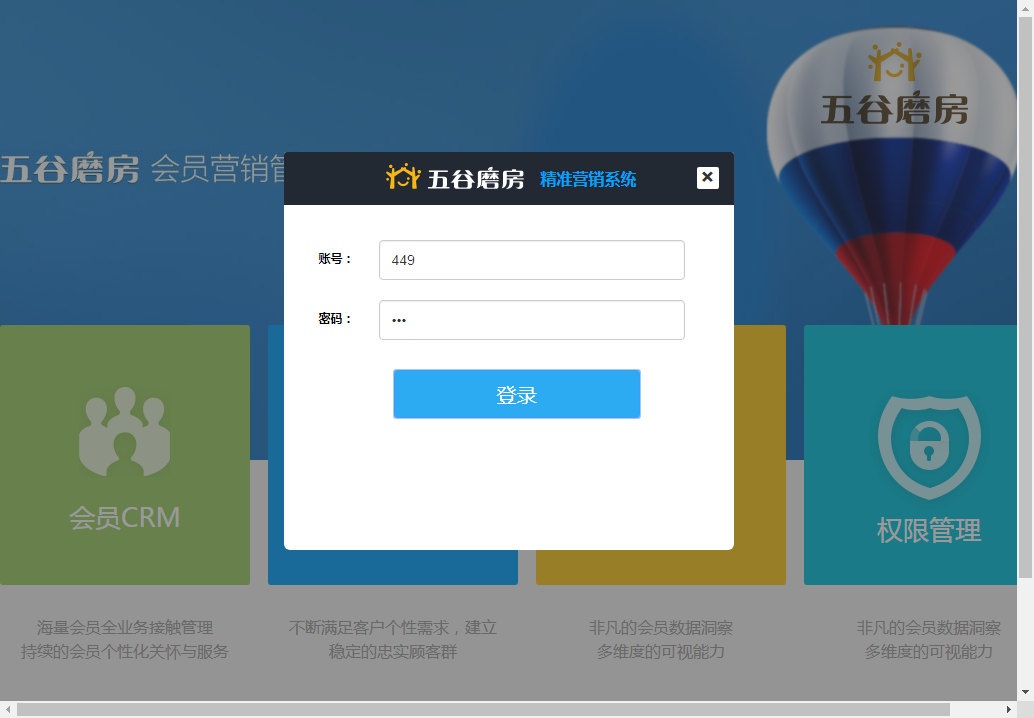 五谷磨房
五谷磨房 会员营销管
五谷磨房 精准营销系统
账号：
449
密码：
•••
登录
会员CRM
权限管理
海量会员全业务接触管理
持续的会员个性化关怀与服务
不断满足客户个性需求，建立
稳定的忠实顾客群
非凡的会员数据洞察
多维度的可视能力
非凡的会员数据洞察
多维度的可视能力